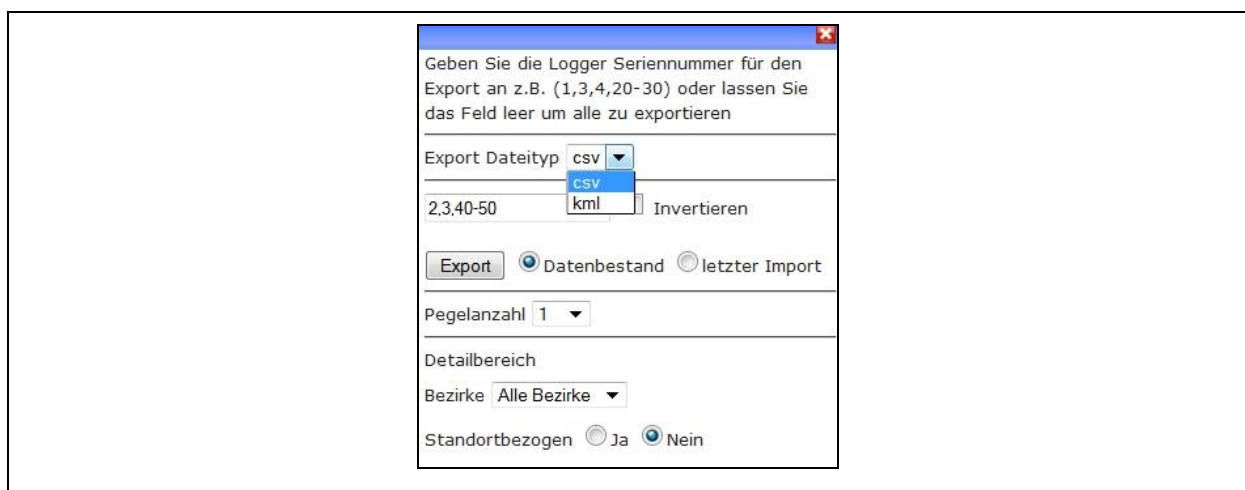 Geben Sie die Logger Seriennummer für den
Export an z.B. (1,3,4,20-30) oder lassen Sie
das Feld leer um alle zu exportieren
Export Dateityp csv
csv
kml
2,3,40-50 Invertieren
Export Datenbestand letzter Import
Pegelanzahl 1
Detailbereich
Bezirke Alle Bezirke
Standortbezogen Ja Nein